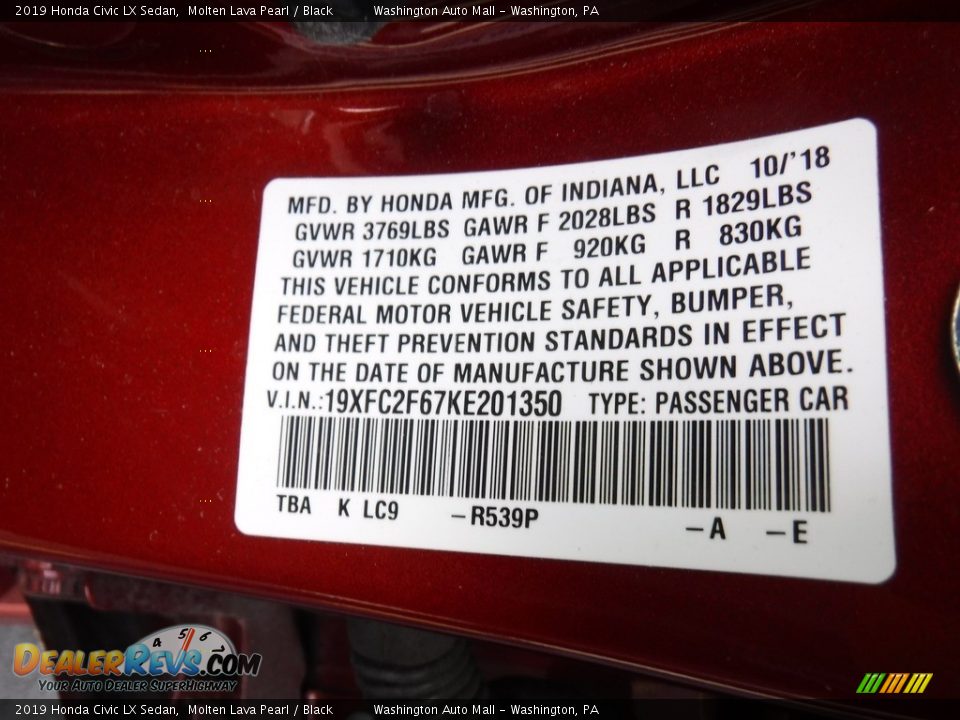 2019 Honda Civic LX Sedan, Molten Lava Pearl / Black Washington Auto Mall - Washington, PA
MFD. BY HONDA MFG. OF INDIANA, LLC 10/'18
GVWR 3769LBS GAWR F 2028LBS R 1829LBS
GVWR 1710KG GAWR F 920KG R 830KG
THIS VEHICLE CONFORMS TO ALL APPLICABLE
FEDERAL MOTOR VEHICLE SAFETY, BUMPER,
AND THEFT PREVENTION STANDARDS IN EFFECT
ON THE DATE OF MANUFACTURE SHOWN ABOVE.
V.I.N.:19XFC2F67KE201350 TYPE: PASSENGER CAR
TBA K LC9 -R539P -A -E
4 5 6
DEALERREVS.COM
YOUR AUTO DEALER SUPERHIGHWAY
2019 Honda Civic LX Sedan, Molten Lava Pearl / Black Washington Auto Mall - Washington, PA